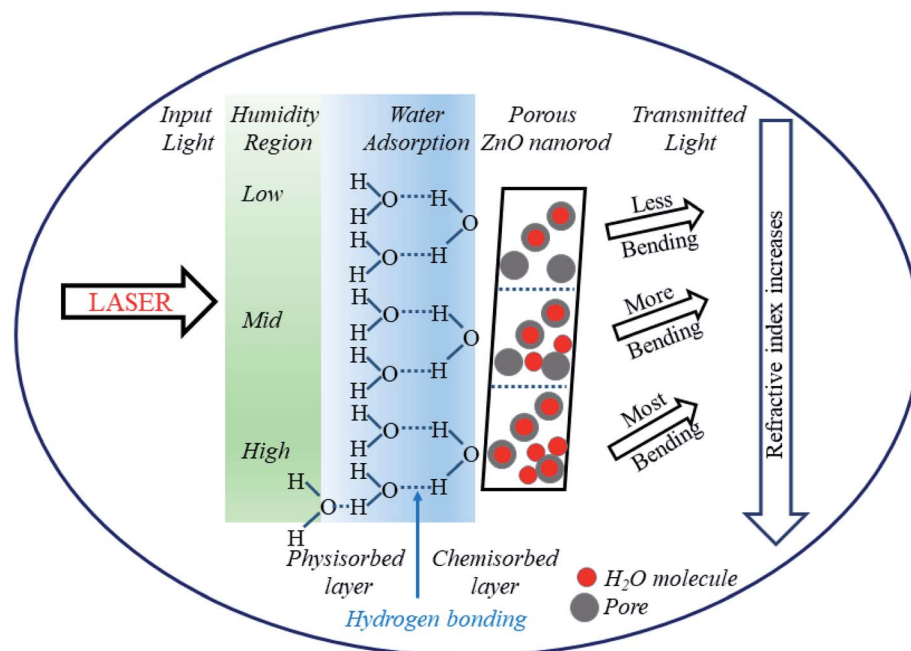 Input
Light
Humidity
Region
Water
Adsorption
Porous
ZnO nanorod
Transmitted
Light
Low
Mid
High
LASER
H
H
O
H
H
O
H
H
O
H
H
O
H
H
O
H
H
O
H
H
O
H
H
O
H
H
O
H
H
O
Less
Bending
More
Bending
Most
Bending
Refractive index increases
Physisorbed
layer
Chemisorbed
layer
Hydrogen bonding
H₂O molecule
Pore